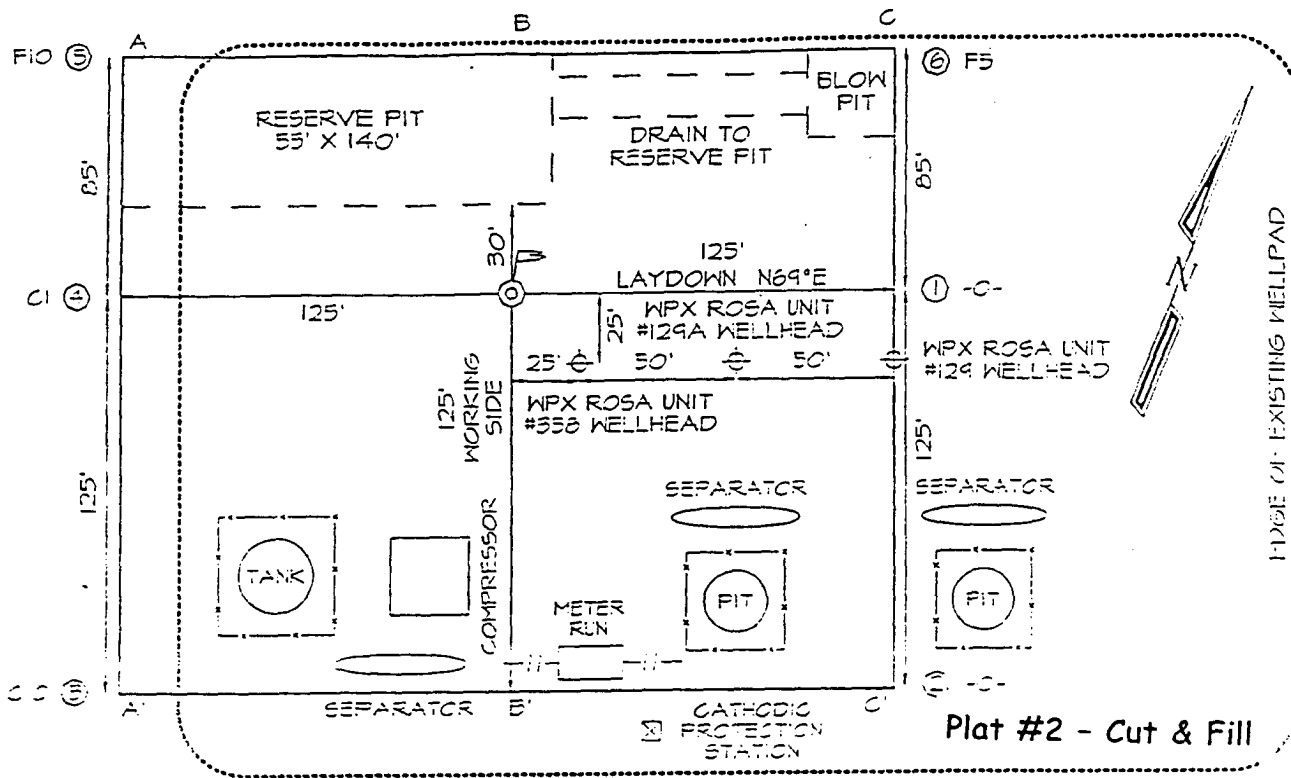 A
B
C
F10 5
6 F5
BLOW
PIT
RESERVE PIT
55' X 140'
DRAIN TO
RESERVE PIT
85'
85'
30'
125'
LAYDOWN N69°E
C1 4
1 -0-
125'
25'
WPX ROSA UNIT
#129A WELLHEAD
25'
50'
50'
WPX ROSA UNIT
#129 WELLHEAD
WPX ROSA UNIT
#358 WELLHEAD
125'
WORKING
SIDE
125'
125'
N
EDGE OF EXISTING WELLPAD
SEPARATOR
SEPARATOR
TANK
COMPRESSOR
METER
RUN
PIT
PIT
3
-0-
A'
SEPARATOR
B'
CATHODIC
PROTECTION
STATION
C'
Plat #2 - Cut & Fill